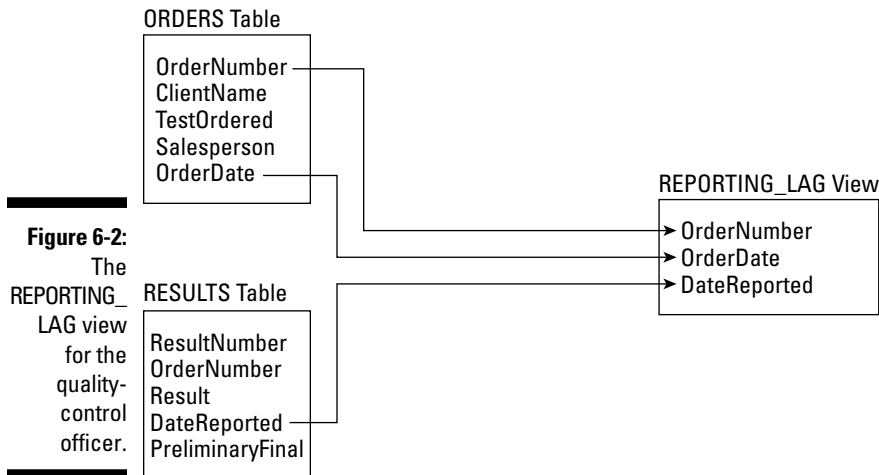 ORDERS Table
OrderNumber
ClientName
TestOrdered
Salesperson
OrderDate
REPORTING_LAG View
OrderNumber
OrderDate
DateReported
Figure 6-2:
The
REPORTING_
LAG view
for the
quality-
control
officer.
RESULTS Table
ResultNumber
OrderNumber
Result
DateReported
PreliminaryFinal